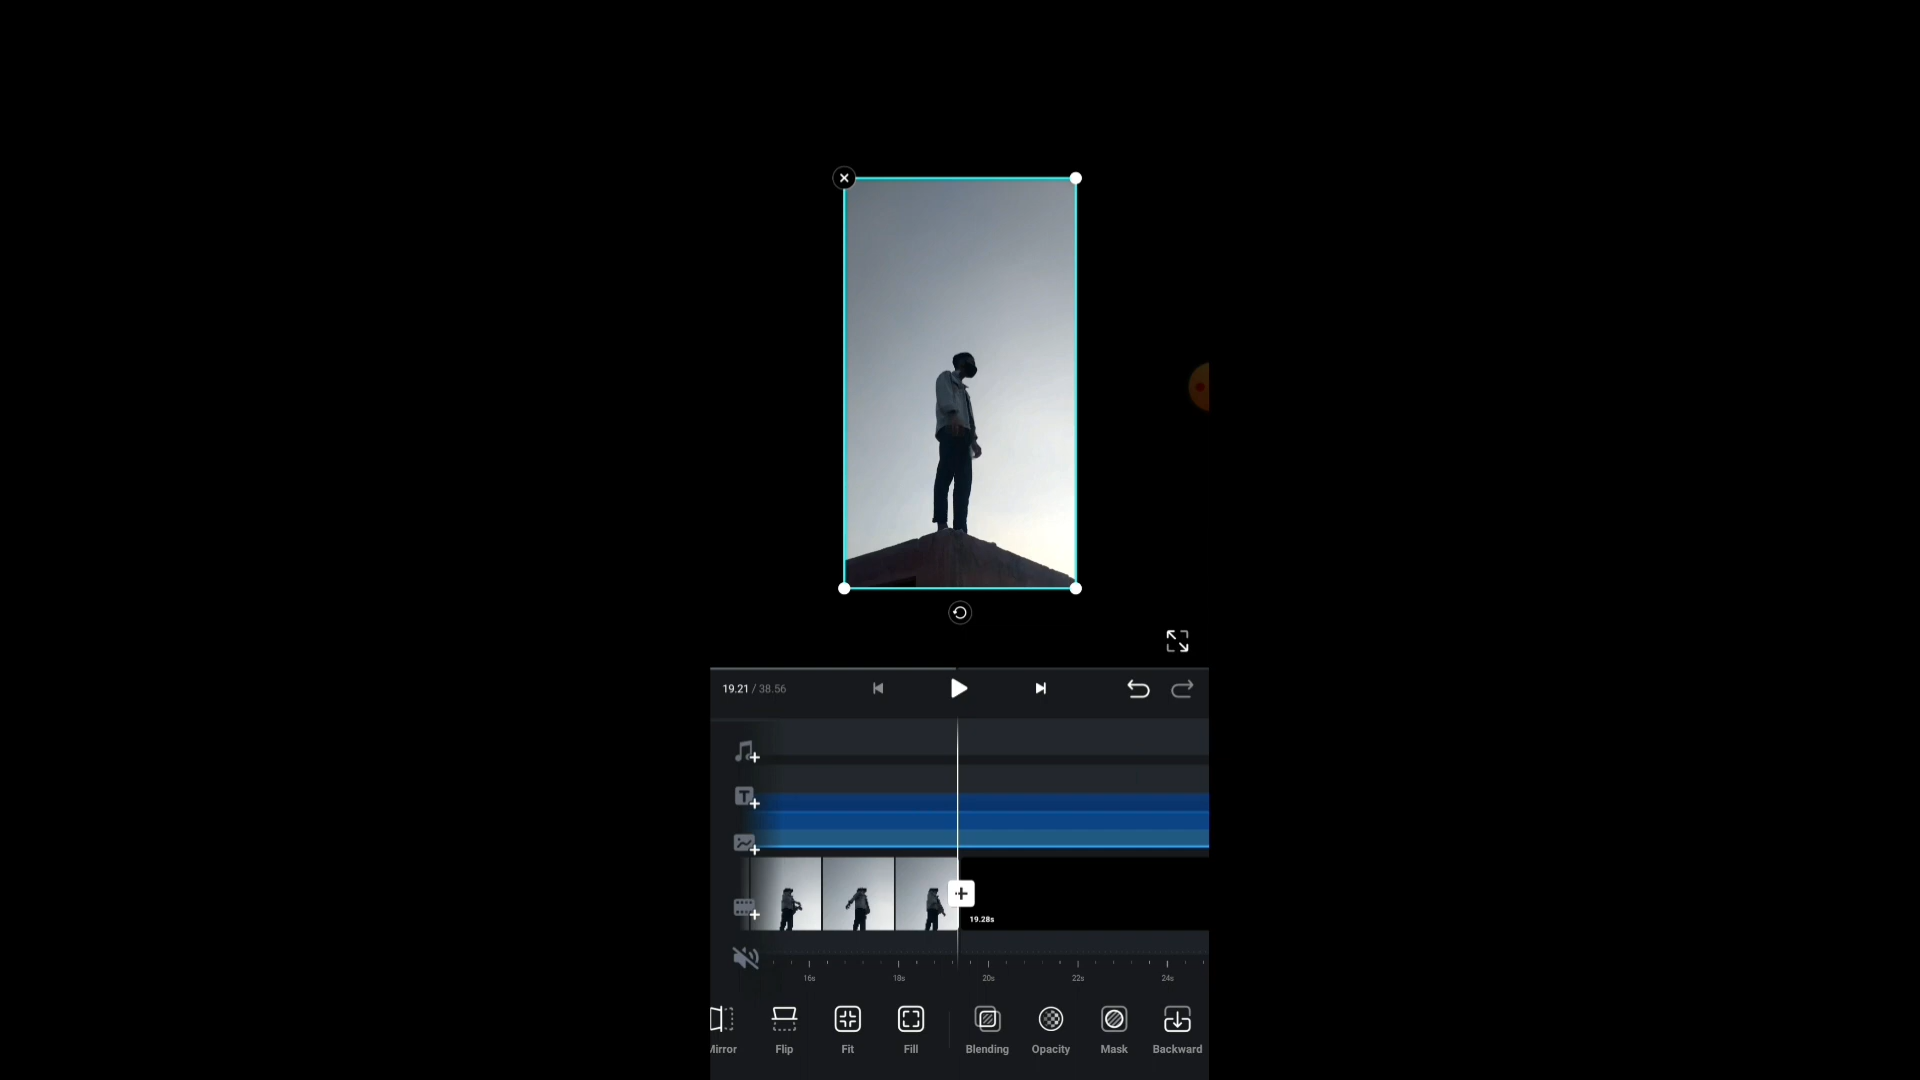 19.21 / 38.56
T
19.28s
16s 18s 20s 22s 24s
Mirror Flip Fit Fill Blending Opacity Mask Backward